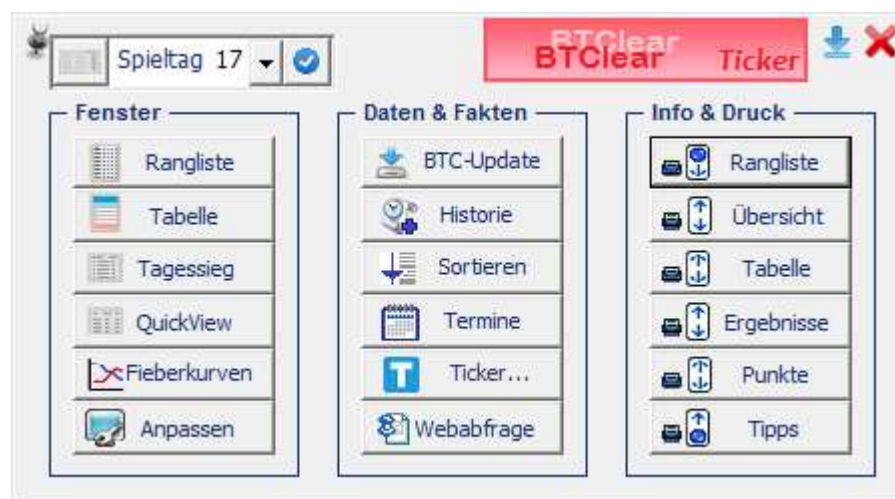 Spieltag 17
BTClear
BTClear Ticker
Fenster
Rangliste
Tabelle
Tagessieg
QuickView
Fieberkurven
Anpassen
Daten & Fakten
BTC-Update
Historie
Sortieren
Termine
T Ticker...
Webabfrage
Info & Druck
Rangliste
Übersicht
Tabelle
Ergebnisse
Punkte
Tipps